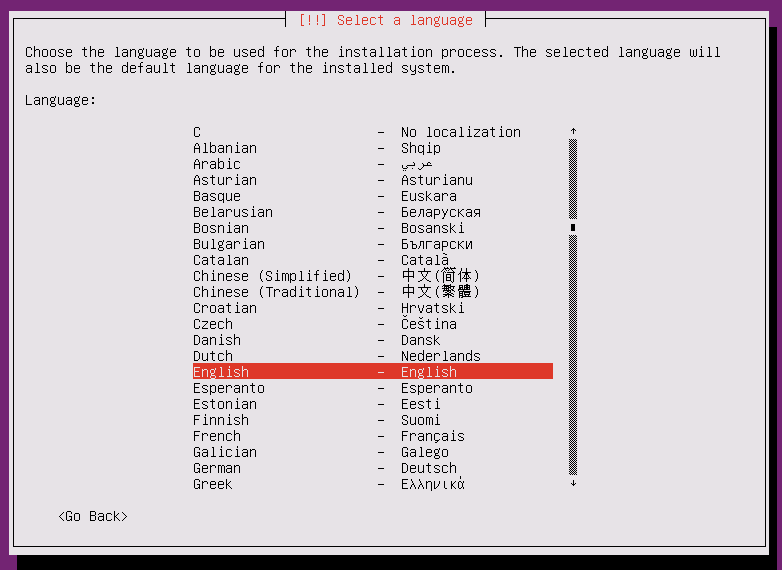 [!!] Select a language
Choose the language to be used for the installation process. The selected language will
also be the default language for the installed system.
Language:
C - No localization
Albanian - Shqip
Arabic - عربي
Asturian - Asturianu
Basque - Euskara
Belarusian - Беларуская
Bosnian - Bosanski
Bulgarian - Български
Catalan - Català
Chinese (Simplified) - 中文(简体)
Chinese (Traditional) - 中文(繁體)
Croatian - Hrvatski
Czech - Čeština
Danish - Dansk
Dutch - Nederlands
English - English
Esperanto - Esperanto
Estonian - Eesti
Finnish - Suomi
French - Français
Galician - Galego
German - Deutsch
Greek - Ελληνικά
<Go Back>